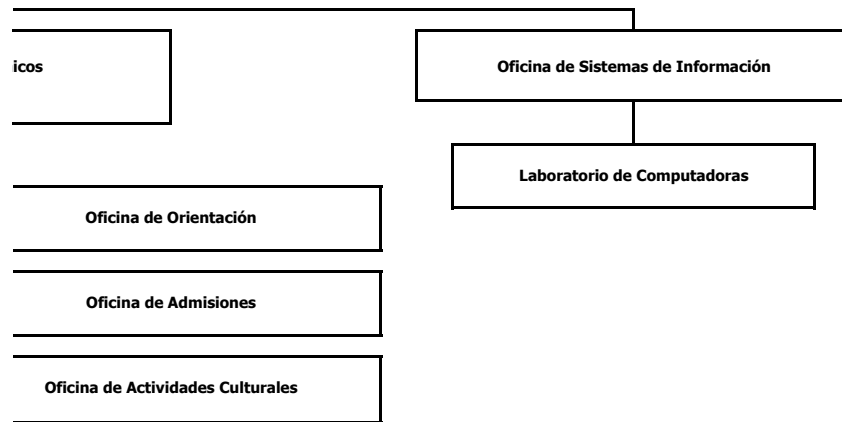 icos
Oficina de Sistemas de Información
Laboratorio de Computadoras
Oficina de Orientación
Oficina de Admisiones
Oficina de Actividades Culturales